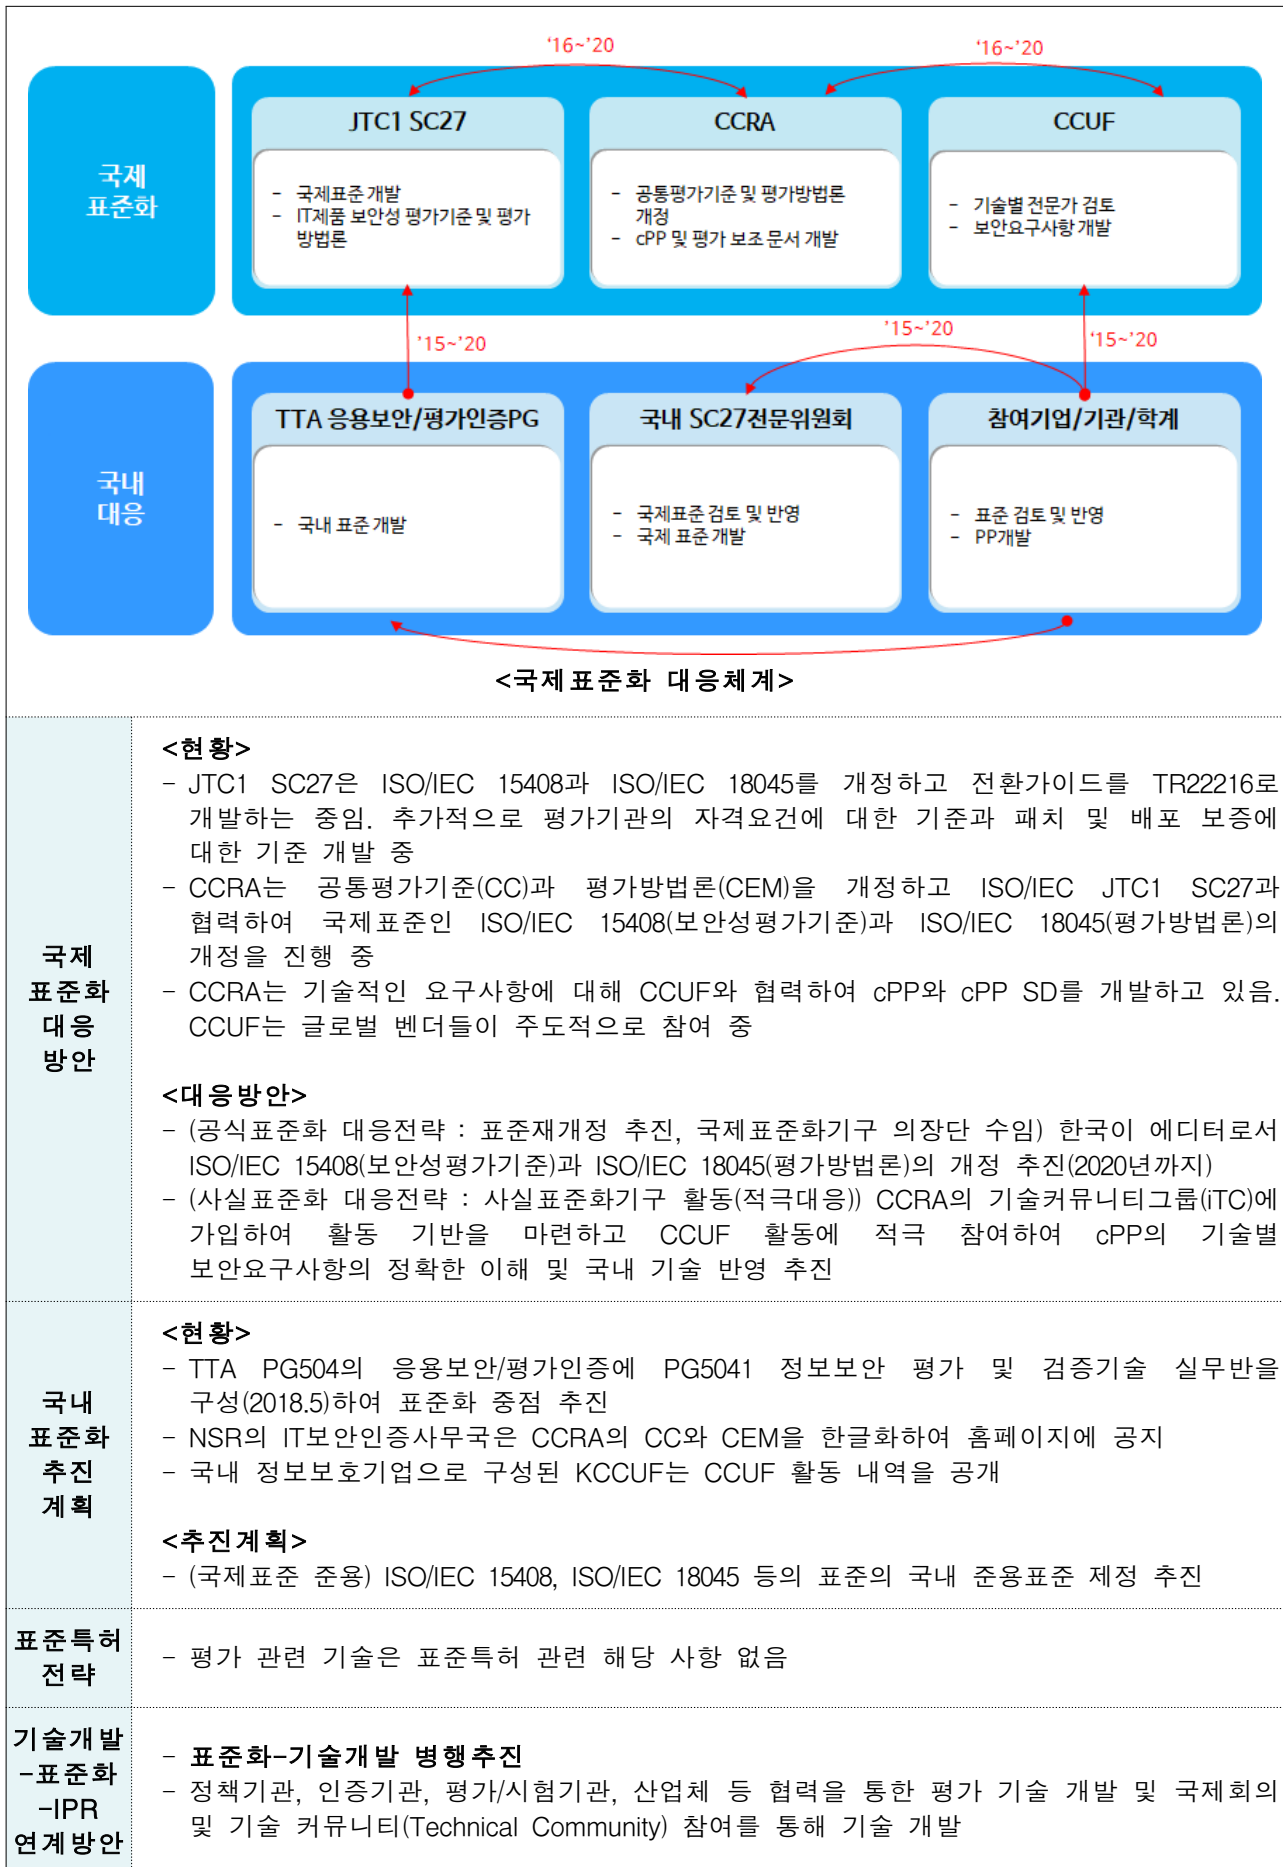 ‘16~’20
‘16~’20
국제
표준화
JTC1 SC27
- 국제표준 개발
- IT제품 보안성 평가기준 및 평가
방법론
CCRA
- 공통평가기준 및 평가방법론
개정
- cPP 및 평가 보조 문서 개발
CCUF
- 기술별 전문가 검토
- 보안요구사항 개발
’15~’20
’15~’20
‘15~’20
국내
대응
TTA 응용보안/평가인증PG
- 국내 표준 개발
국내 SC27전문위원회
- 국제표준 검토 및 반영
- 국제 표준 개발
참여기업/기관/학계
- 표준 검토 및 반영
- PP개발
<국제표준화 대응체계>
국제
표준화
대응
방안
<현황>
- JTC1 SC27은 ISO/IEC 15408과 ISO/IEC 18045를 개정하고 전환가이드를 TR22216로
개발하는 중임. 추가적으로 평가기관의 자격요건에 대한 기준과 패치 및 배포 보증에
대한 기준 개발 중
- CCRA는 공통평가기준(CC)과 평가방법론(CEM)을 개정하고 ISO/IEC JTC1 SC27과
협력하여 국제표준인 ISO/IEC 15408(보안성평가기준)과 ISO/IEC 18045(평가방법론)의
개정을 진행 중
- CCRA는 기술적인 요구사항에 대해 CCUF와 협력하여 cPP와 cPP SD를 개발하고 있음.
CCUF는 글로벌 벤더들이 주도적으로 참여 중
<대응방안>
- (공식표준화 대응전략 : 표준재개정 추진, 국제표준화기구 의장단 수임) 한국이 에디터로서
ISO/IEC 15408(보안성평가기준)과 ISO/IEC 18045(평가방법론)의 개정 추진(2020년까지)
- (사실표준화 대응전략 : 사실표준화기구 활동(적극대응)) CCRA의 기술커뮤니티그룹(iTC)에
가입하여 활동 기반을 마련하고 CCUF 활동에 적극 참여하여 cPP의 기술별
보안요구사항의 정확한 이해 및 국내 기술 반영 추진
국내
표준화
추진
계획
<현황>
- TTA PG504의 응용보안/평가인증에 PG5041 정보보안 평가 및 검증기술 실무반을
구성(2018.5)하여 표준화 중점 추진
- NSR의 IT보안인증사무국은 CCRA의 CC와 CEM을 한글화하여 홈페이지에 공지
- 국내 정보보호기업으로 구성된 KCCUF는 CCUF 활동 내역을 공개
<추진계획>
- (국제표준 준용) ISO/IEC 15408, ISO/IEC 18045 등의 표준의 국내 준용표준 제정 추진
표준특허
전략
- 평가 관련 기술은 표준특허 관련 해당 사항 없음
기술개발
-표준화
-IPR
연계방안
- 표준화-기술개발 병행추진
- 정책기관, 인증기관, 평가/시험기관, 산업체 등 협력을 통한 평가 기술 개발 및 국제회의
및 기술 커뮤니티(Technical Community) 참여를 통해 기술 개발